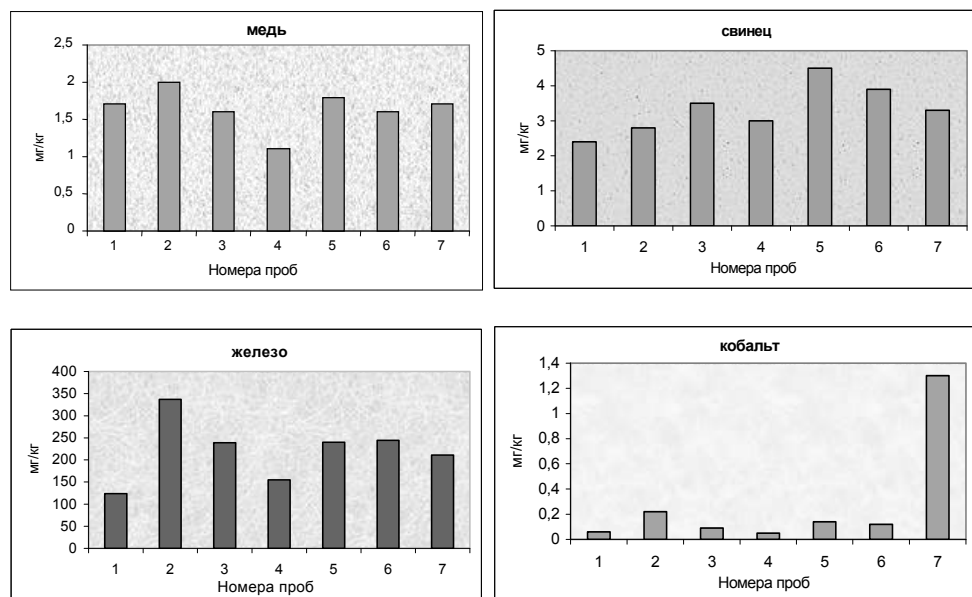 медь
2,5
2
1,5
1
0,5
0
мг/кг
1 2 3 4 5 6 7
Номера проб
свинец
5
4
3
2
1
0
мг/кг
1 2 3 4 5 6 7
Номера проб
железо
400
350
300
250
200
150
100
50
0
мг/кг
1 2 3 4 5 6 7
Номера проб
кобальт
1,4
1,2
1
0,8
0,6
0,4
0,2
0
мг/кг
1 2 3 4 5 6 7
Номера проб